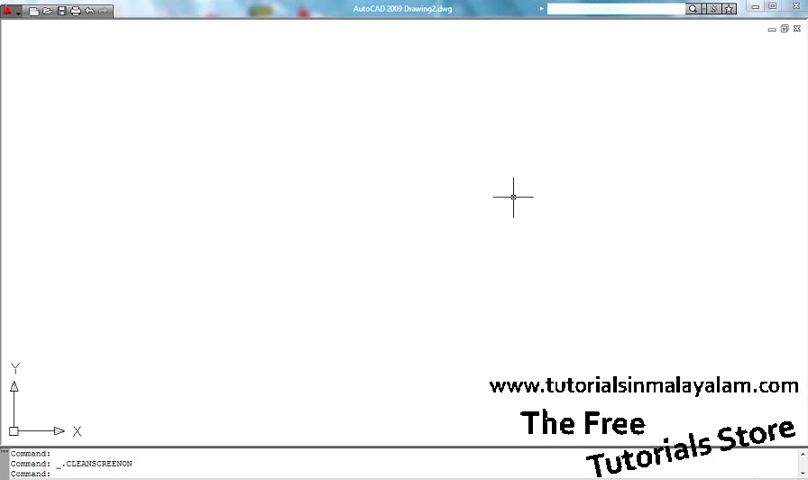 AutoCAD 2009 Drawing2.dwg
Y
X
www.tutorialsinmalayalam.com
The Free
Tutorials Store
Command:
Command: _.CLEANSCREENON
Command: